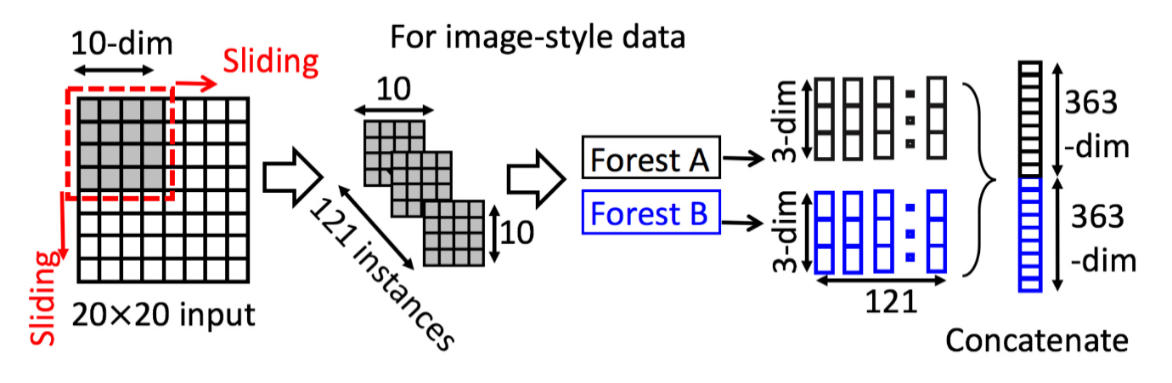 For image-style data
10-dim
Sliding
Sliding
20×20 input
10
10
121 instances
Forest A
Forest B
3-dim
3-dim
121
363
-dim
363
-dim
Concatenate